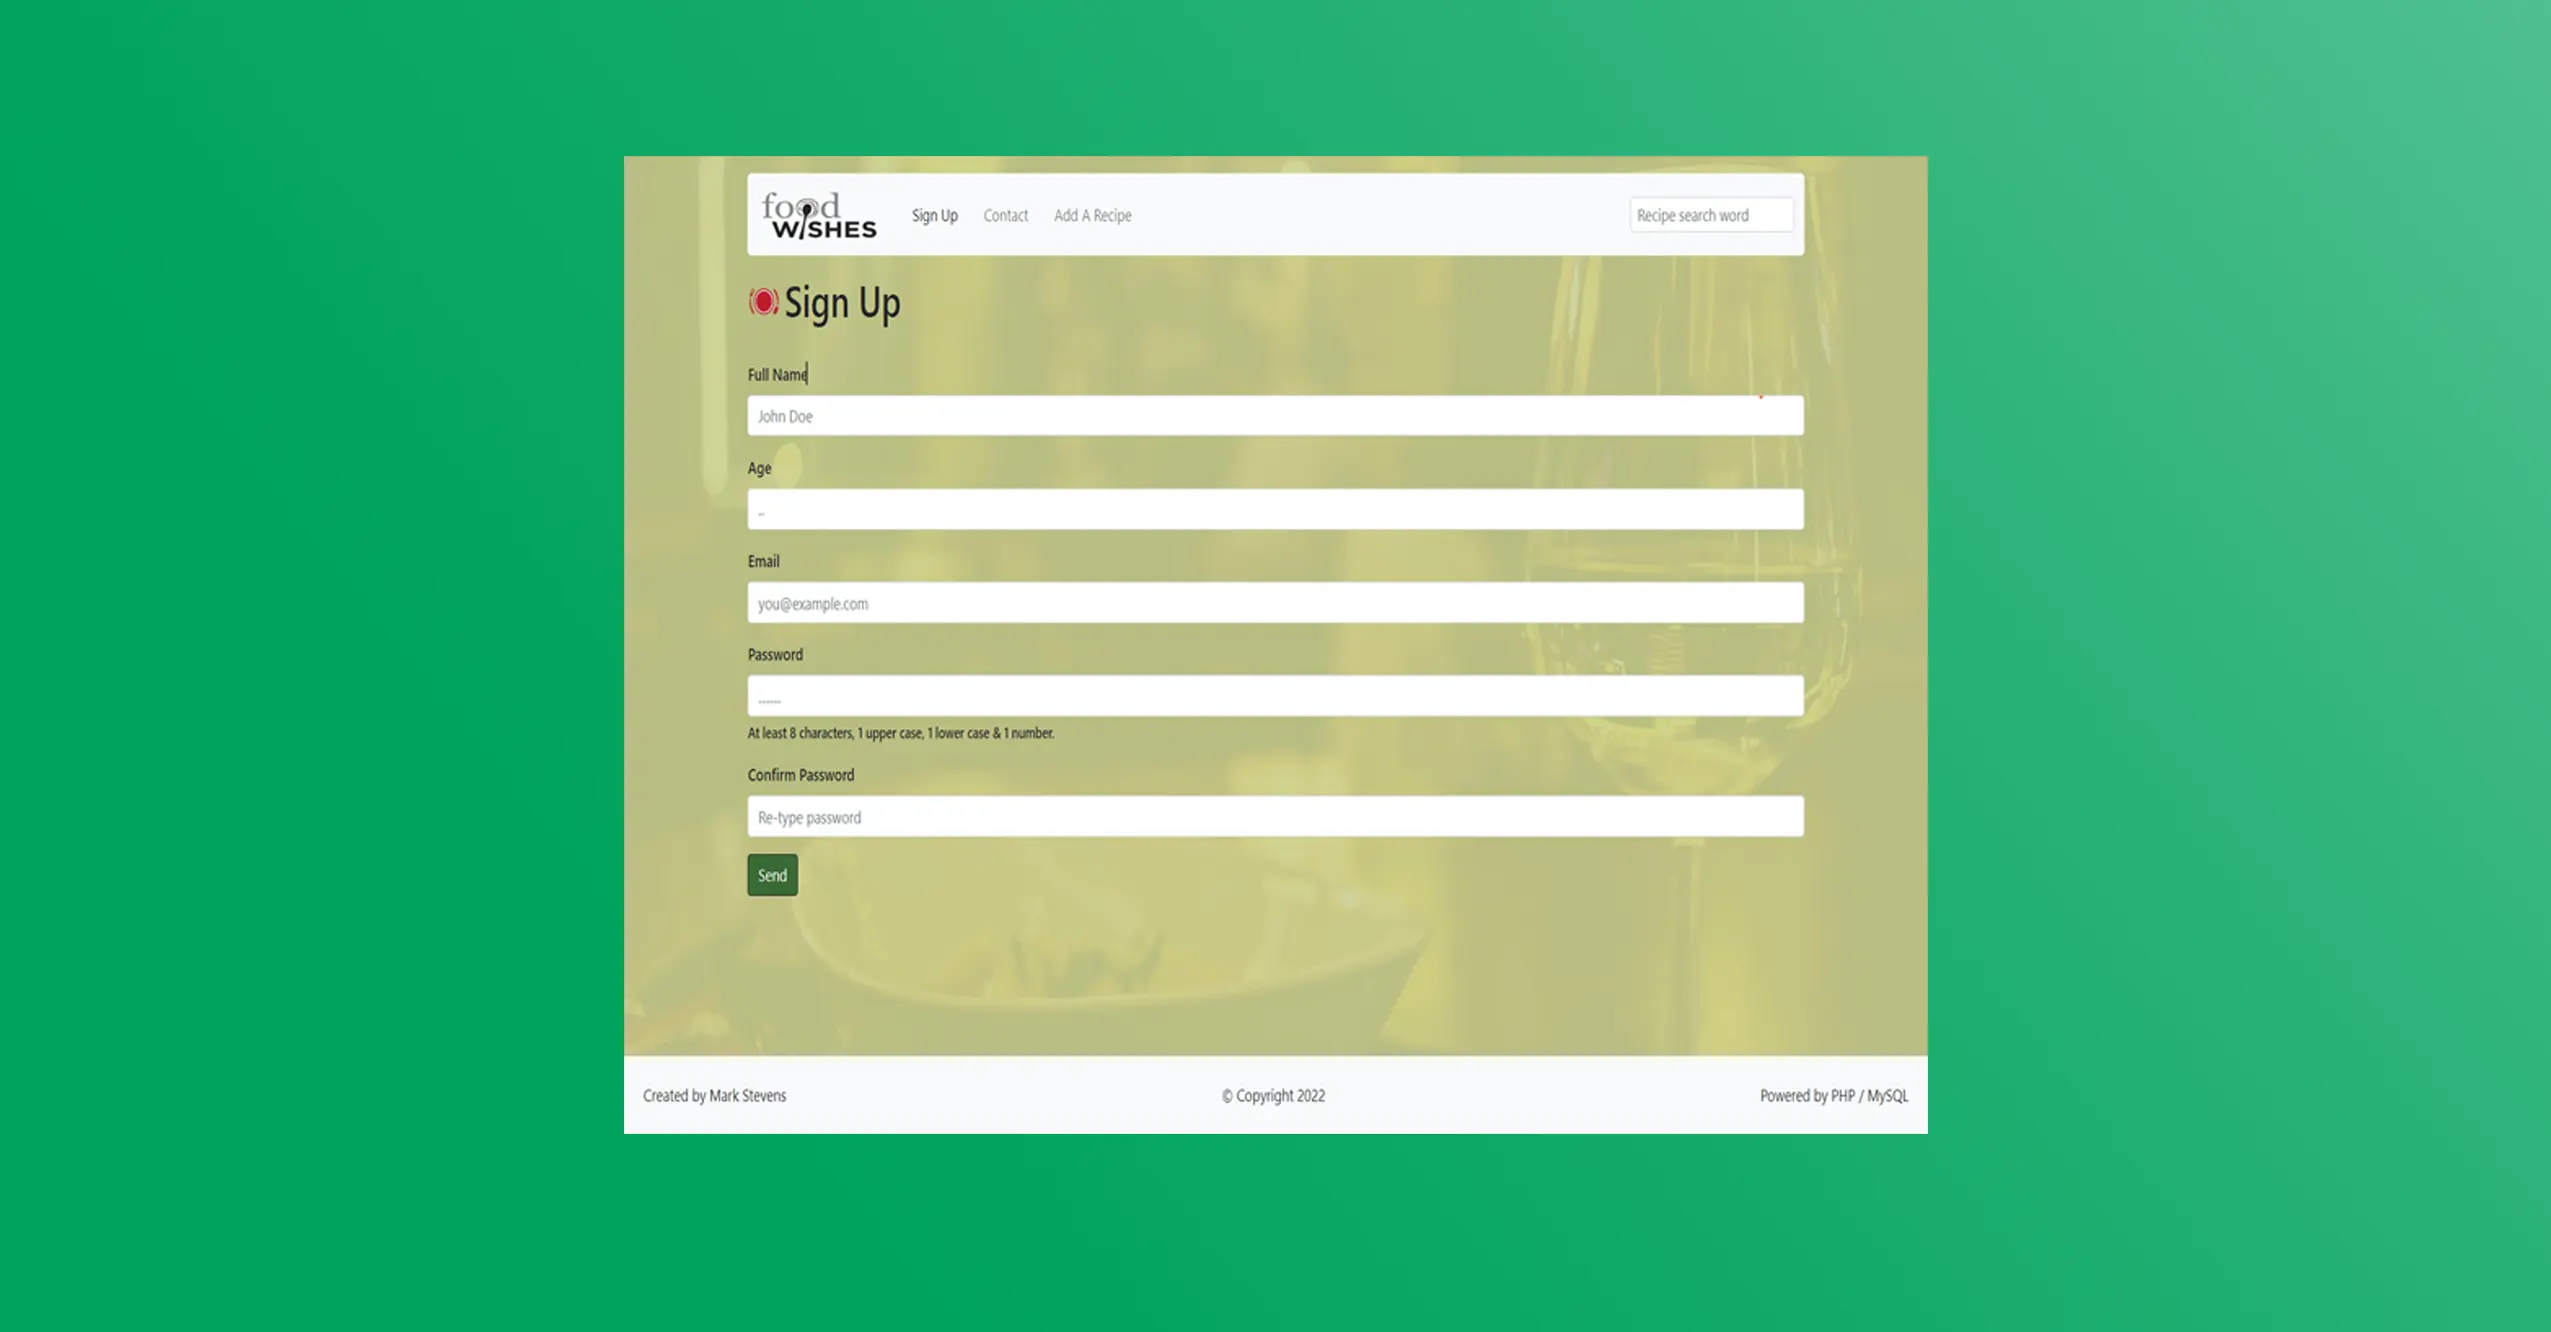 food
WISHES
Sign Up
Contact
Add A Recipe
Recipe search word
Sign Up
Full Name
John Doe
Age
..
Email
you@example.com
Password
.......
At least 8 characters, 1 upper case, 1 lower case & 1 number.
Confirm Password
Re-type password
Send
Created by Mark Stevens
© Copyright 2022
Powered by PHP / MySQL